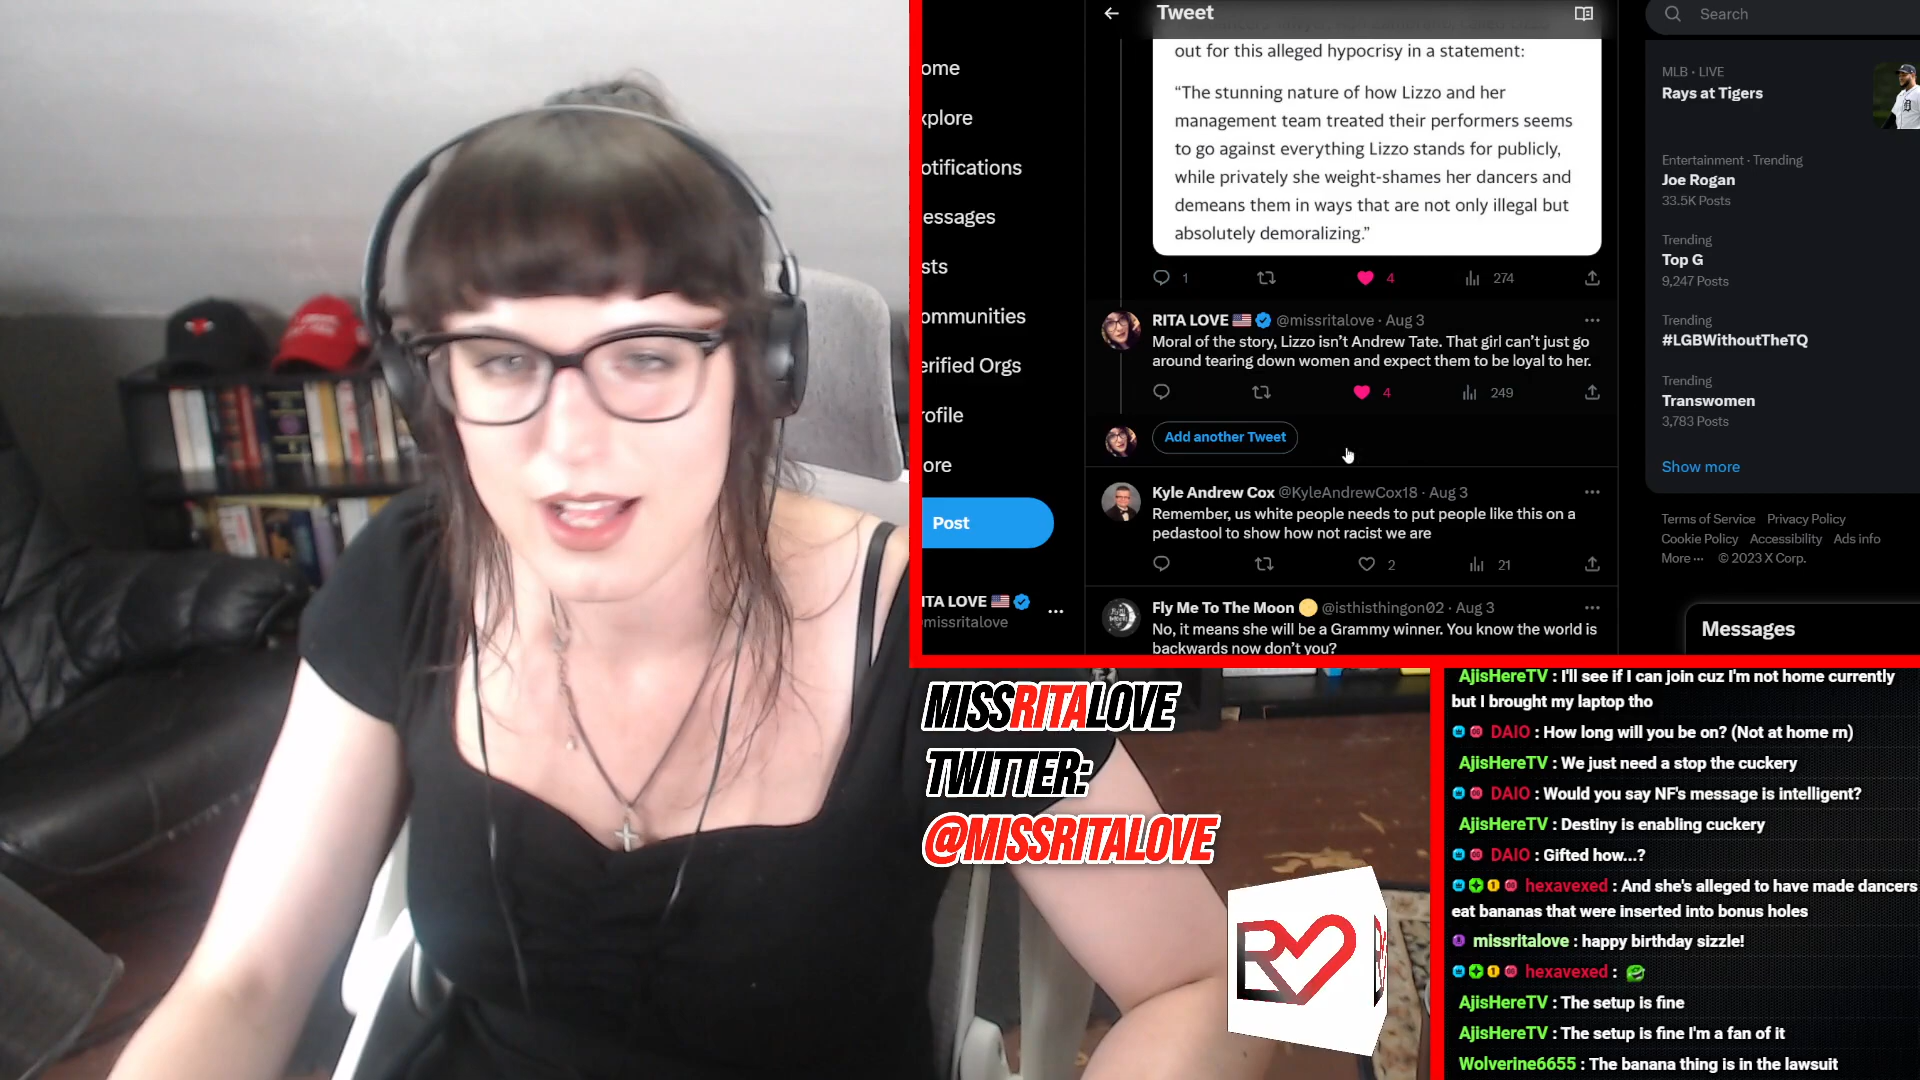 ome
xplore
otifications
essages
sts
ommunities
erified Orgs
rofile
ore
Post
ITA LOVE
missritalove
Tweet
out for this alleged hypocrisy in a statement:
“The stunning nature of how Lizzo and her
management team treated their performers seems
to go against everything Lizzo stands for publicly,
while privately she weight-shames her dancers and
demeans them in ways that are not only illegal but
absolutely demoralizing.”
1 4 274
RITA LOVE @missritalove · Aug 3
Moral of the story, Lizzo isn’t Andrew Tate. That girl can’t just go
around tearing down women and expect them to be loyal to her.
4 249
Add another Tweet
Kyle Andrew Cox @KyleAndrewCox18 · Aug 3
Remember, us white people needs to put people like this on a
pedastool to show how not racist we are
2 21
Fly Me To The Moon @isthisthingon02 · Aug 3
No, it means she will be a Grammy winner. You know the world is
backwards now don’t you?
Search
MLB · LIVE
Rays at Tigers
Entertainment · Trending
Joe Rogan
33.5K Posts
Trending
Top G
9,247 Posts
Trending
#LGBWithoutTheTQ
Trending
Transwomen
3,783 Posts
Show more
Terms of Service Privacy Policy
Cookie Policy Accessibility Ads info
More ··· © 2023 X Corp.
Messages
MISSRITALOVE
TWITTER:
@MISSRITALOVE
R
AjisHereTV : I'll see if I can join cuz I'm not home currently
but I brought my laptop tho
DAIO : How long will you be on? (Not at home rn)
AjisHereTV : We just need a stop the cuckery
DAIO : Would you say NF's message is intelligent?
AjisHereTV : Destiny is enabling cuckery
DAIO : Gifted how...?
hexavexed : And she's alleged to have made dancers
eat bananas that were inserted into bonus holes
missritalove : happy birthday sizzle!
hexavexed :
AjisHereTV : The setup is fine
AjisHereTV : The setup is fine I'm a fan of it
Wolverine6655 : The banana thing is in the lawsuit